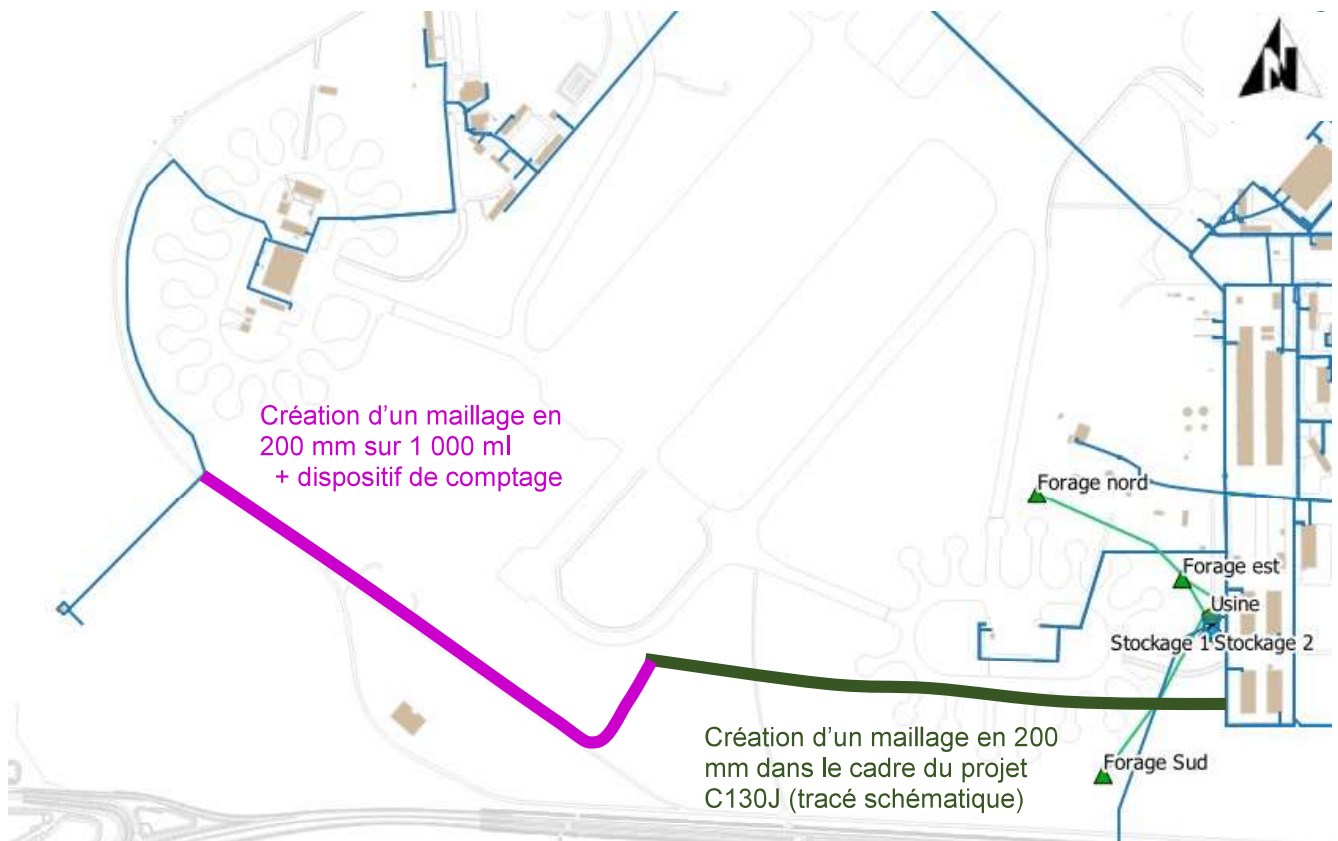 N
Création d’un maillage en
200 mm sur 1 000 ml
+ dispositif de comptage
Forage nord
Forage est
Usine
Stockage 1 Stockage 2
Création d’un maillage en 200
mm dans le cadre du projet
C130J (tracé schématique)
Forage Sud